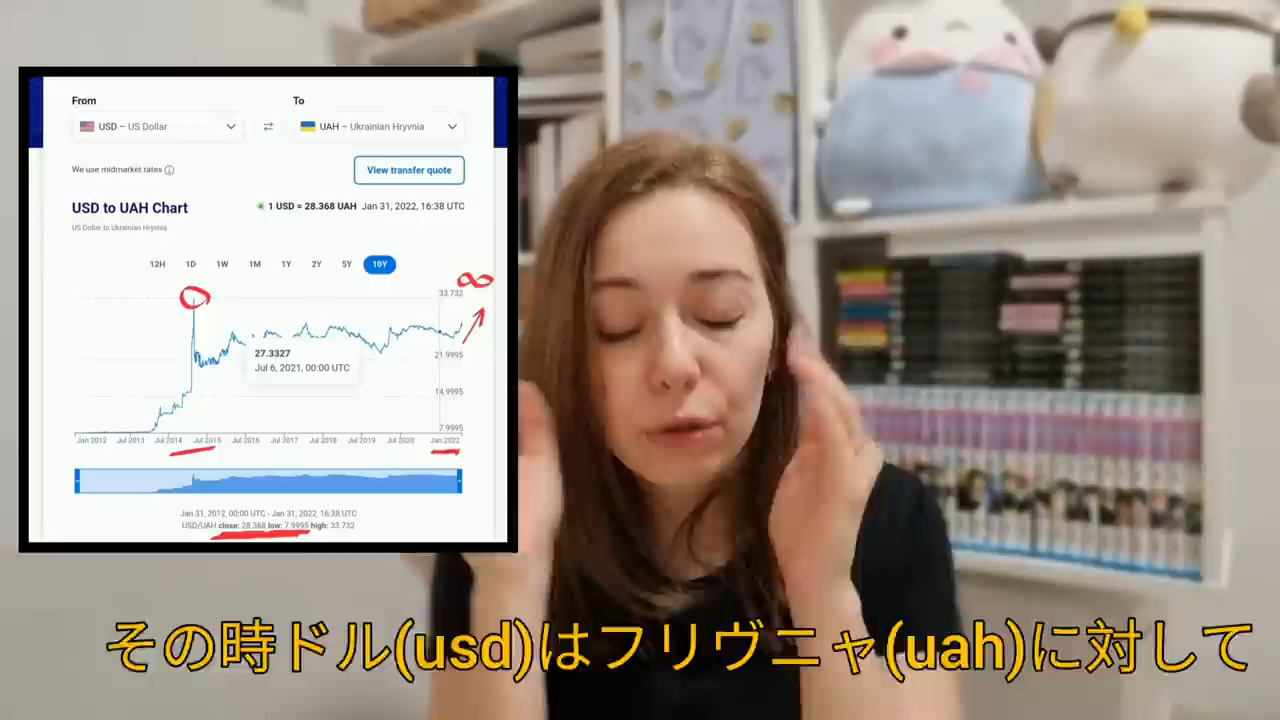 From
To
USD – US Dollar
UAH – Ukrainian Hryvnia
We use midmarket rates
View transfer quote
USD to UAH Chart
1 USD = 28.368 UAH Jan 31, 2022, 16:38 UTC
US Dollar to Ukrainian Hryvnia
12H 1D 1W 1M 1Y 2Y 5Y 10Y
∞
33.732
27.3327
Jul 6, 2021, 00:00 UTC
21.9995
14.9995
7.9995
Jan 2012 Jul 2013 Jul 2014 Jul 2015 Jul 2016 Jul 2017 Jul 2018 Jul 2019 Jul 2020 Jan 2022
Jan 31, 2012, 00:00 UTC - Jan 31, 2022, 16:38 UTC
USD/UAH close: 28.368 low: 7.9995 high: 33.732
その時ドル(usd)はフリヴニャ(uah)に対して